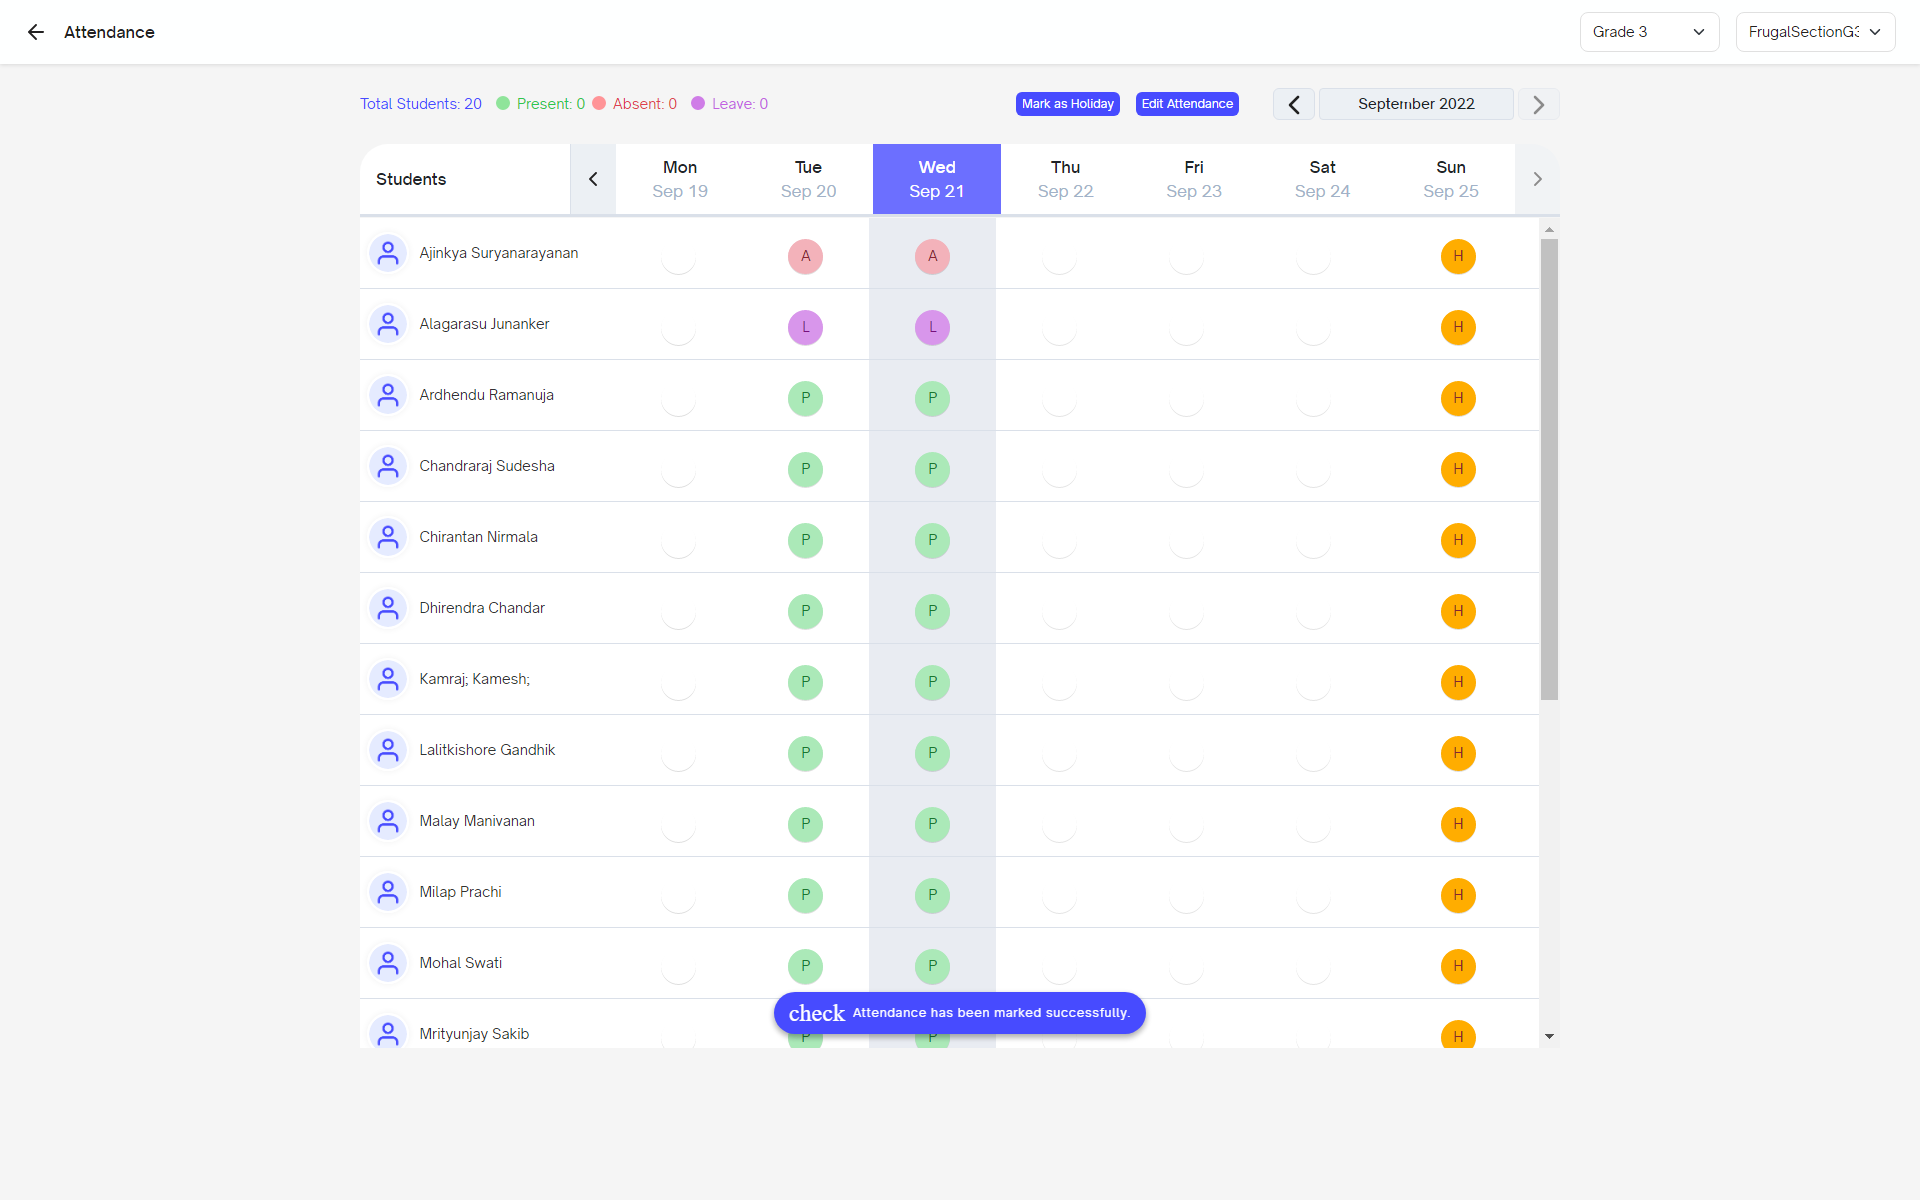 Attendance
Grade 3
FrugalSectionG3
Total Students: 20 Present: 0 Absent: 0 Leave: 0
Mark as Holiday Edit Attendance September 2022
Students Mon Tue Wed Thu Fri Sat Sun
Sep 19 Sep 20 Sep 21 Sep 22 Sep 23 Sep 24 Sep 25
Ajinkya Suryanarayanan A A H
Alagarasu Junanker L L H
Ardhendu Ramanuja P P H
Chandraraj Sudesha P P H
Chirantan Nirmala P P H
Dhirendra Chandar P P H
Kamraj; Kamesh; P P H
Lalitkishore Gandhik P P H
Malay Manivanan P P H
Milap Prachi P P H
Mohal Swati P P H
check Attendance has been marked successfully.
Mrityunjay Sakib P P H